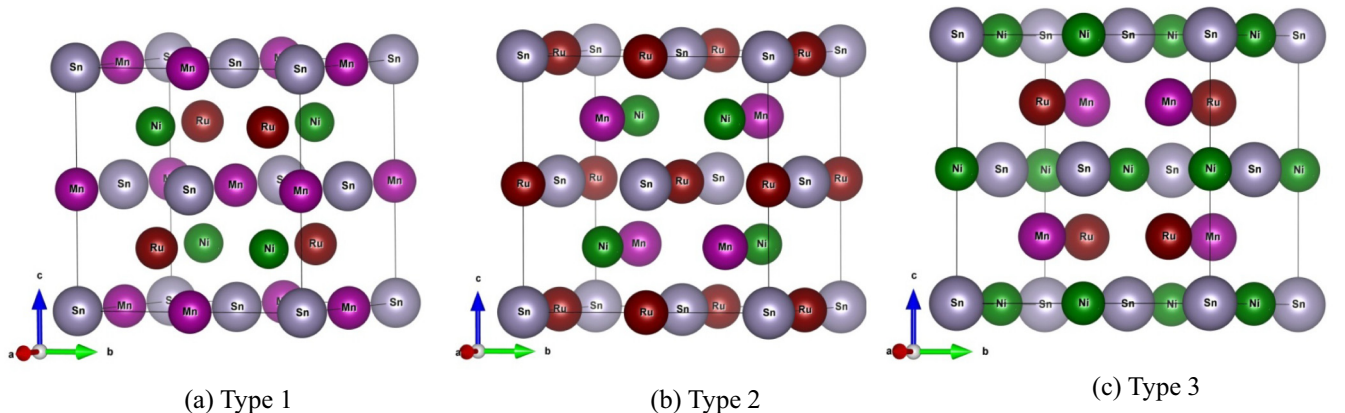 Sn Mn Mn Sn Sn Mn Sn
Ni Ru Ru Ni
Mn Sn Sn Mn Mn Sn Mn
Ru Ni Ni Ru
Sn Mn Mn Sn Sn Mn Sn
c
a b
(a) Type 1
Sn Ru Sn Ru Sn Ru Sn Ru Sn
Mn Ni Ni Mn
Ru Sn Ru Sn Ru Sn Ru Sn Ru
Ni Mn Mn Ni
Sn Ru Sn Ru Sn Ru Sn Ru Sn
c
a b
(b) Type 2
Sn Ni Sn Ni Sn Ni Sn Ni Sn
Ru Mn Mn Ru
Ni Sn Ni Sn Ni Sn Ni Sn Ni
Mn Ru Ru Mn
Sn Ni Sn Ni Sn Ni Sn Ni Sn
c
a b
(c) Type 3